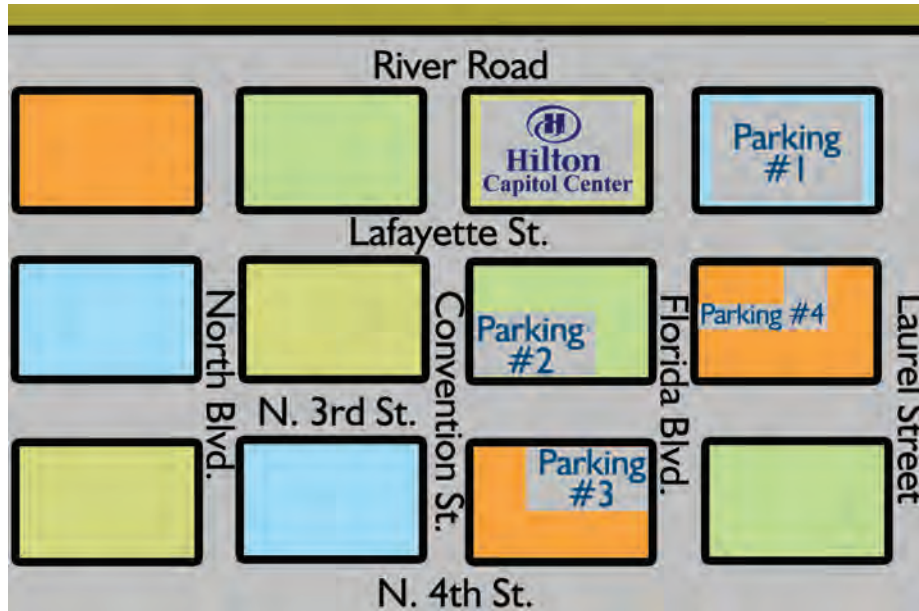 River Road
H
Hilton
Capitol Center
Parking
#1
Lafayette St.
North Blvd.
Convention St.
Florida Blvd.
Laurel Street
Parking
#2
Parking #4
N. 3rd St.
Parking
#3
N. 4th St.